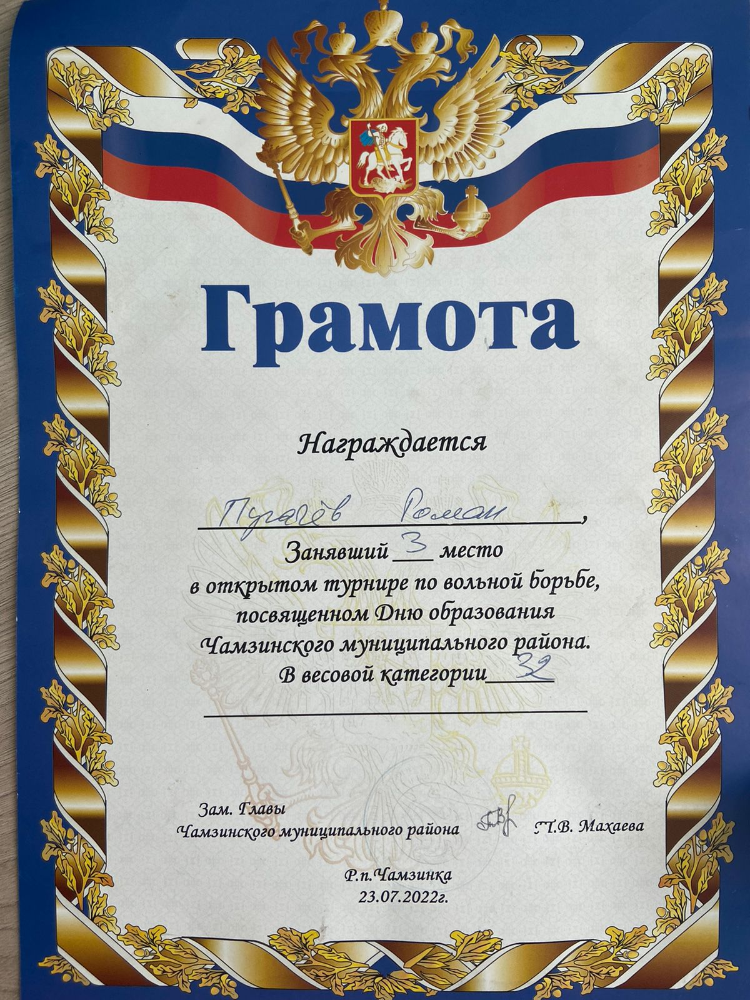 Грамота
Награждается
Пугачёв Роман,
Занявший 3 место
в открытом турнире по вольной борьбе,
посвященном Дню образования
Чамзинского муниципального района.
В весовой категории 32
Зам. Главы
Чамзинского муниципального района Т.В. Махаева
Р.п.Чамзинка
23.07.2022г.